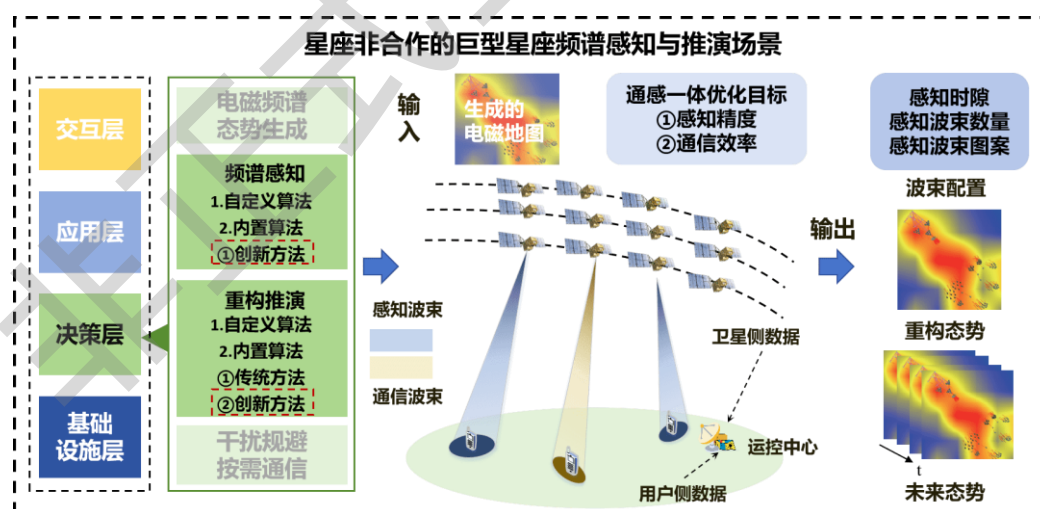 星座非合作的巨型星座频谱感知与推演场景
交互层
应用层
决策层
基础
设施层
电磁频谱
态势生成
频谱感知
1.自定义算法
2.内置算法
①创新方法
重构推演
1.自定义算法
2.内置算法
①传统方法
②创新方法
干扰规避
按需通信
输
入
生成的
电磁地图
通感一体优化目标
①感知精度
②通信效率
感知波束
通信波束
卫星侧数据
运控中心
用户侧数据
输出
感知时隙
感知波束数量
感知波束图案
波束配置
重构态势
t
未来态势
非正式